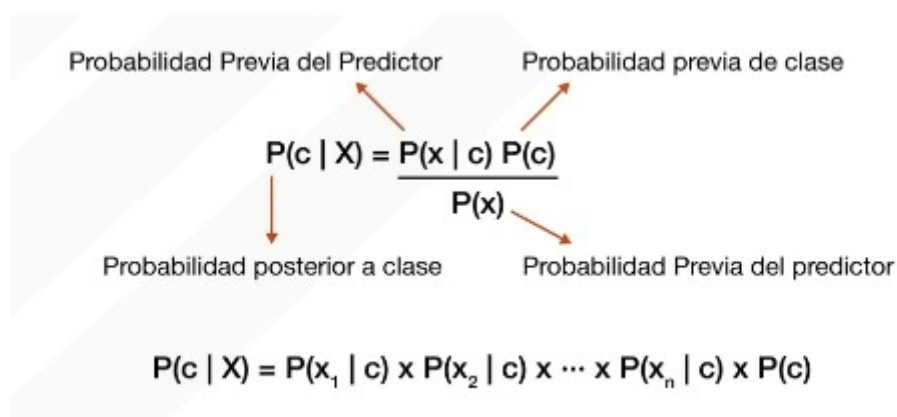 Probabilidad Previa del Predictor
Probabilidad previa de clase
P(c | X) = P(x | c) P(c)
P(x)
Probabilidad posterior a clase
Probabilidad Previa del predictor
P(c | X) = P(x₁ | c) x P(x₂ | c) x ··· x P(xₙ | c) x P(c)